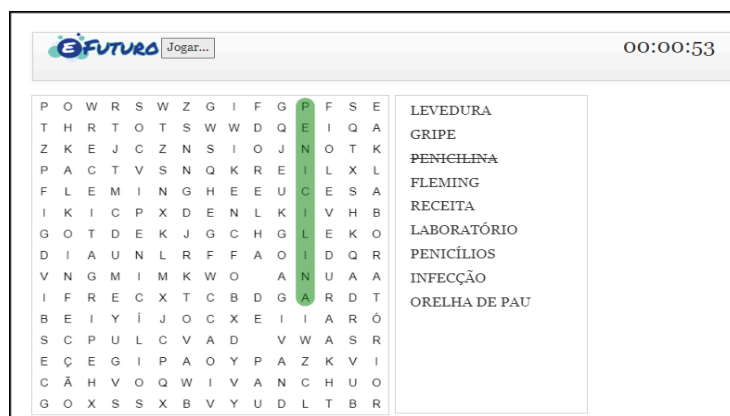 EFUTURO Jogar... 00:00:53
P O W R S W Z G I F G P F S E
T H R T O T S W W D Q E I Q A
Z K E J C Z N S I O J N O T K
P A C T V S N Q K R E I L X L
F L E M I N G H E E U C E S A
I K I C P X D E N L K I V H B
G O T D E K J G C H G L E K O
D I A U N L R F F A O I D Q R
V N G M I M K W O A N U A A
I F R E C X T C B D G A R D T
B E I Y Í J O C X E I I A R Ó
S C P U L C V A D V W A S R
E Ç E G I P A O Y P A Z K V I
C Ã H V O Q W I V A N C H U O
G O X S S X B V Y U D L T B R
LEVEDURA
GRIPE
PENICILINA
FLEMING
RECEITA
LABORATÓRIO
PENICÍLIOS
INFECÇÃO
ORELHA DE PAU